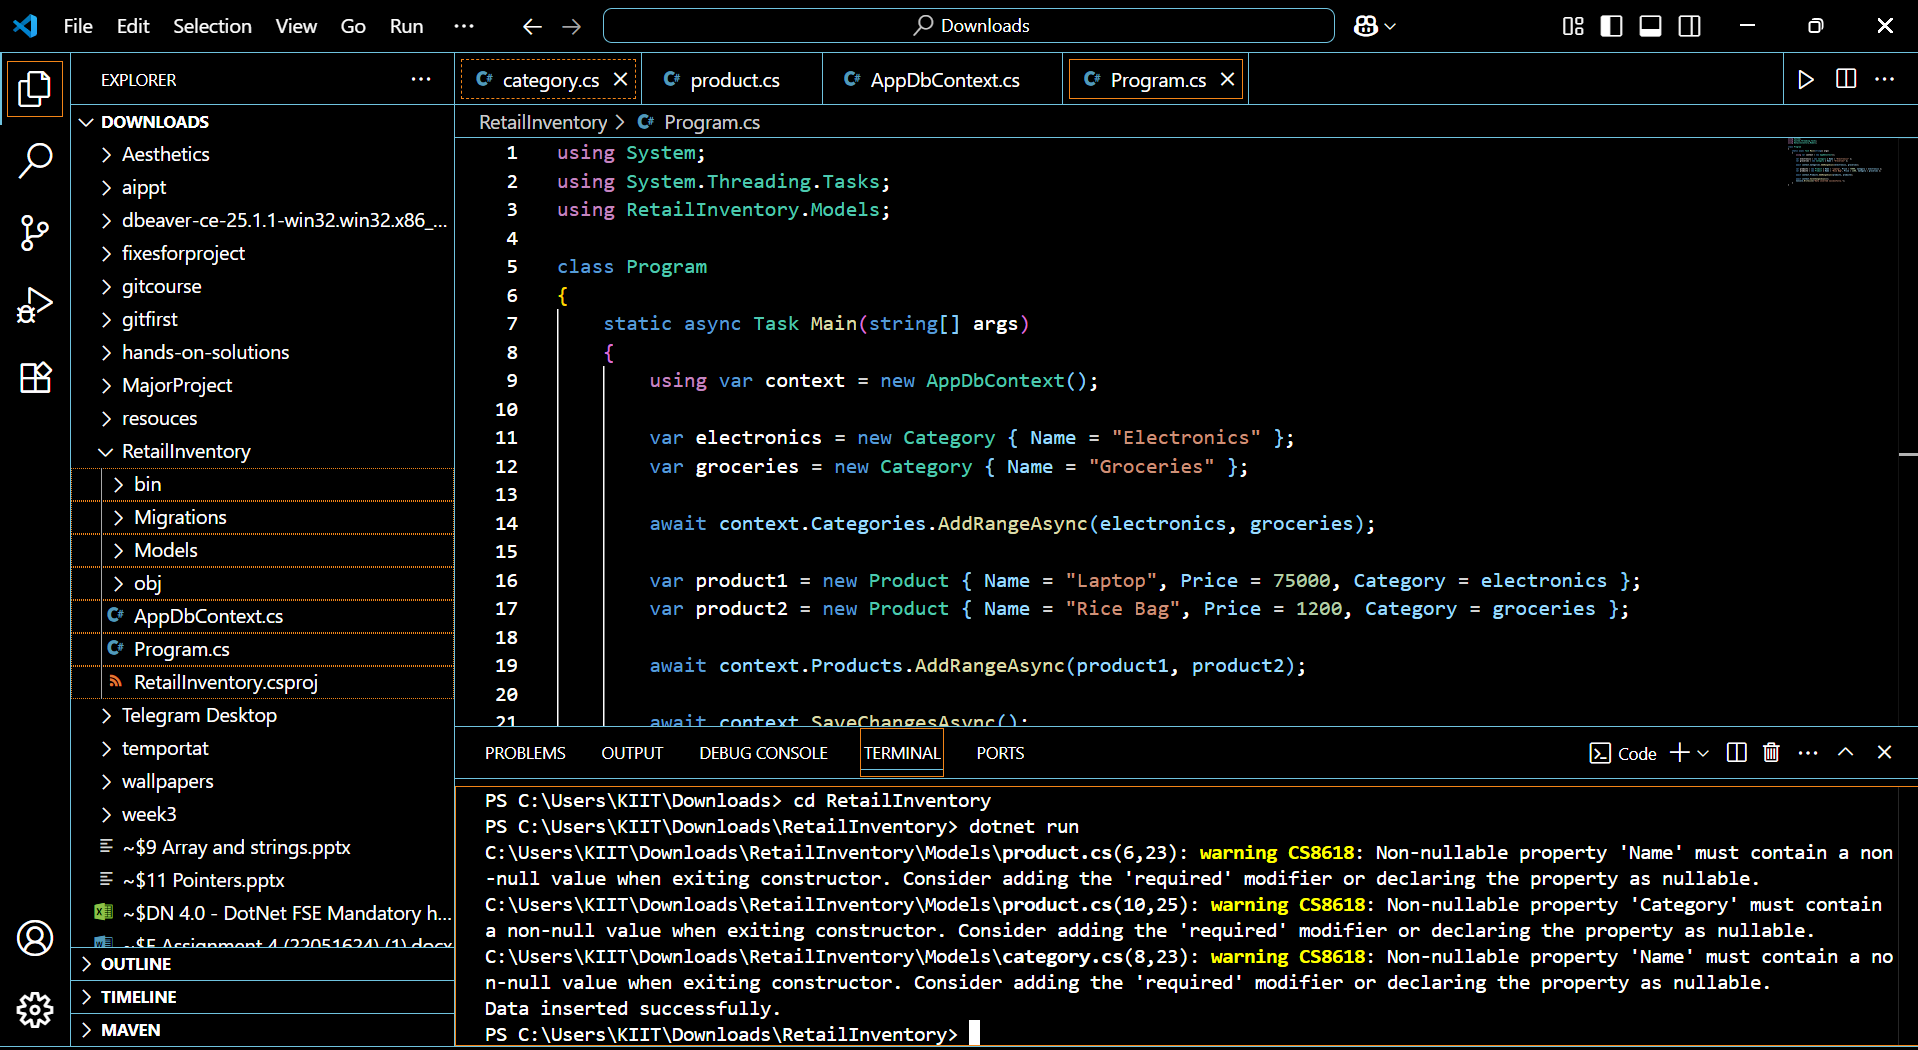 File Edit Selection View Go Run ···
Downloads
EXPLORER ···
category.cs
product.cs
AppDbContext.cs
Program.cs
RetailInventory > Program.cs
DOWNLOADS
Aesthetics
aippt
dbeaver-ce-25.1.1-win32.win32.x86_...
fixesforproject
gitcourse
gitfirst
hands-on-solutions
MajorProject
resouces
RetailInventory
bin
Migrations
Models
obj
AppDbContext.cs
Program.cs
RetailInventory.csproj
Telegram Desktop
temportat
wallpapers
week3
~$9 Array and strings.pptx
~$11 Pointers.pptx
~$DN 4.0 - DotNet FSE Mandatory h...
~$E Assignment 4 (22051624) (1).docx
OUTLINE
TIMELINE
MAVEN
1 using System;
2 using System.Threading.Tasks;
3 using RetailInventory.Models;
4
5 class Program
6 {
7 static async Task Main(string[] args)
8 {
9 using var context = new AppDbContext();
10
11 var electronics = new Category { Name = "Electronics" };
12 var groceries = new Category { Name = "Groceries" };
13
14 await context.Categories.AddRangeAsync(electronics, groceries);
15
16 var product1 = new Product { Name = "Laptop", Price = 75000, Category = electronics };
17 var product2 = new Product { Name = "Rice Bag", Price = 1200, Category = groceries };
18
19 await context.Products.AddRangeAsync(product1, product2);
20
21 await context.SaveChangesAsync();
PROBLEMS OUTPUT DEBUG CONSOLE TERMINAL PORTS
Code
PS C:\Users\KIIT\Downloads> cd RetailInventory
PS C:\Users\KIIT\Downloads\RetailInventory> dotnet run
C:\Users\KIIT\Downloads\RetailInventory\Models\product.cs(6,23): warning CS8618: Non-nullable property 'Name' must contain a non
-null value when exiting constructor. Consider adding the 'required' modifier or declaring the property as nullable.
C:\Users\KIIT\Downloads\RetailInventory\Models\product.cs(10,25): warning CS8618: Non-nullable property 'Category' must contain
a non-null value when exiting constructor. Consider adding the 'required' modifier or declaring the property as nullable.
C:\Users\KIIT\Downloads\RetailInventory\Models\category.cs(8,23): warning CS8618: Non-nullable property 'Name' must contain a no
n-null value when exiting constructor. Consider adding the 'required' modifier or declaring the property as nullable.
Data inserted successfully.
PS C:\Users\KIIT\Downloads\RetailInventory>